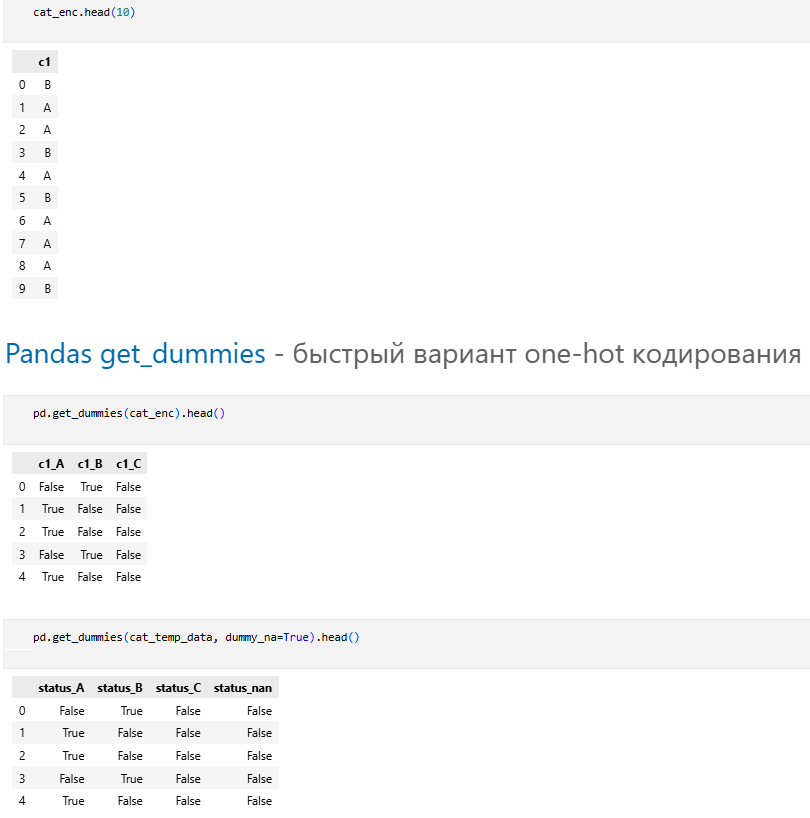 cat_enc.head(10)
c1
0 B
1 A
2 A
3 B
4 A
5 B
6 A
7 A
8 A
9 B
Pandas get_dummies - быстрый вариант one-hot кодирования
pd.get_dummies(cat_enc).head()
c1_A c1_B c1_C
0 False True False
1 True False False
2 True False False
3 False True False
4 True False False
pd.get_dummies(cat_temp_data, dummy_na=True).head()
status_A status_B status_C status_nan
0 False True False False
1 True False False False
2 True False False False
3 False True False False
4 True False False False